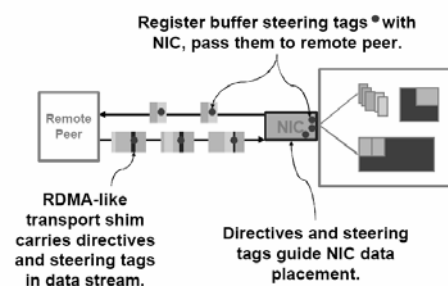 Register buffer steering tags with
NIC, pass them to remote peer.
Remote
Peer
NIC
RDMA-like
transport shim
carries directives
and steering tags
in data stream.
Directives and steering
tags guide NIC data
placement.